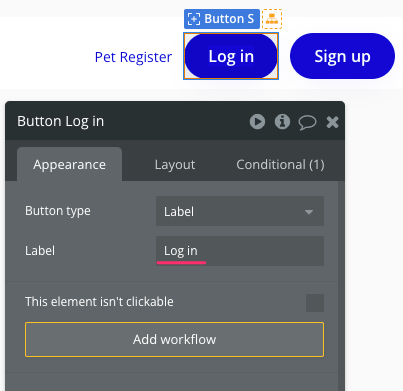 Button S
Pet Register
Log in
Sign up
Button Log in
Appearance
Layout
Conditional (1)
Button type
Label
Label
Log in
This element isn't clickable
Add workflow